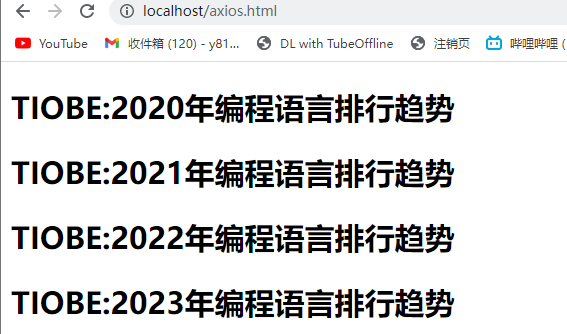 localhost/axios.html
YouTube 收件箱 (120) - y81... DL with TubeOffline 注销页 哔哩哔哩 (
TIOBE:2020年编程语言排行趋势
TIOBE:2021年编程语言排行趋势
TIOBE:2022年编程语言排行趋势
TIOBE:2023年编程语言排行趋势